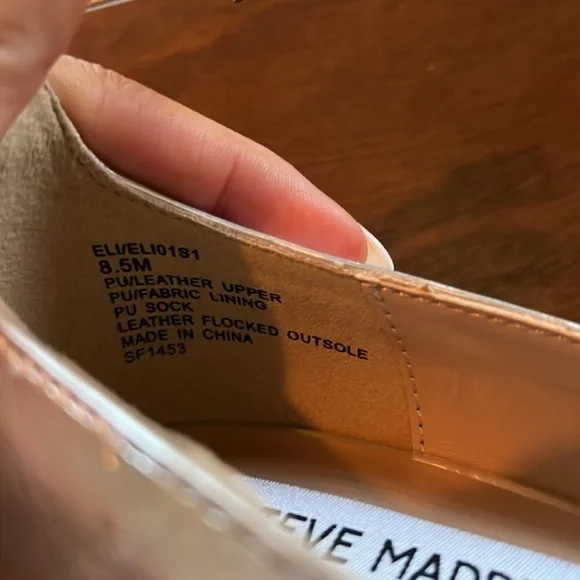 ELI/ELI01S1
8.5M
PU/LEATHER UPPER
PU/FABRIC LINING
PU SOCK
LEATHER FLOCKED OUTSOLE
MADE IN CHINA
SF1453
EVE MAD